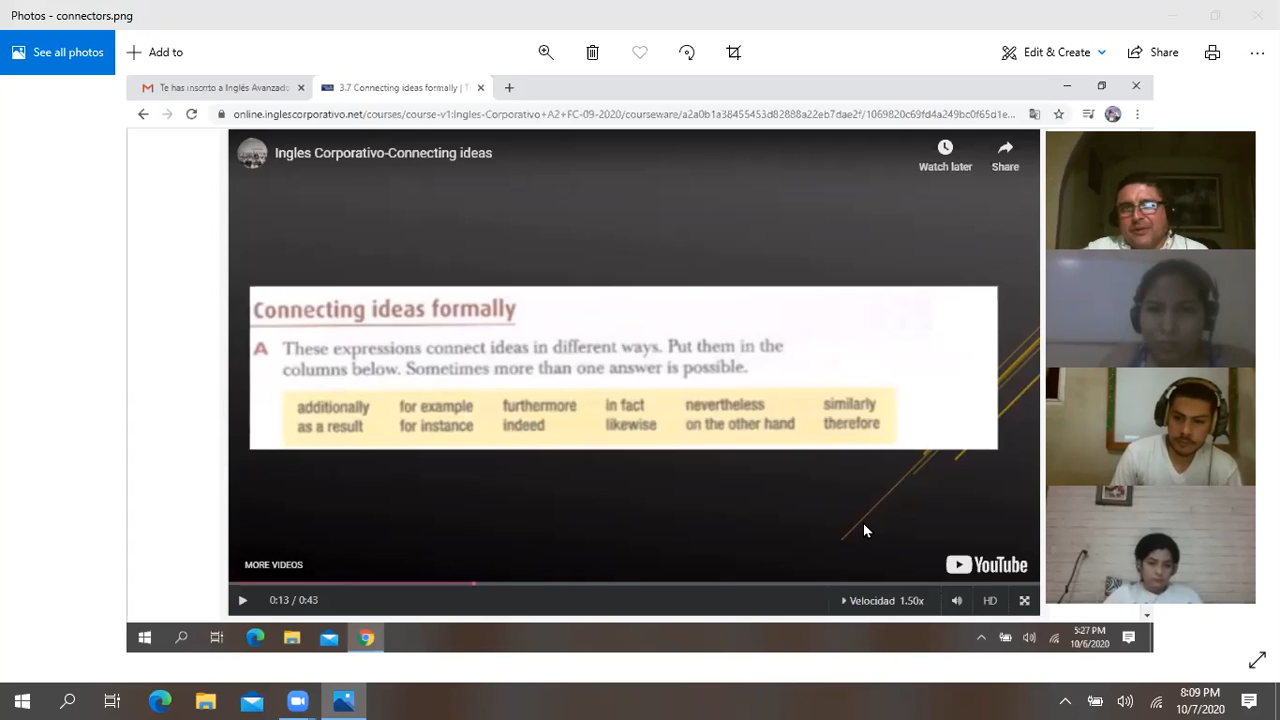 Photos - connectors.png
See all photos
Add to
Edit & Create
Share
Te has inscrito a Inglés Avanzado
3.7 Connecting ideas formally | T
online.inglescorporativo.net/courses/course-v1:Ingles-Corporativo+A2+FC-09-2020/courseware/a2a0b1a38455453d82888a22eb7dae2f/1069820c69fd4a249bc0f65d1e...
Ingles Corporativo-Connecting ideas
Watch later
Share
Connecting ideas formally
A These expressions connect ideas in different ways. Put them in the
columns below. Sometimes more than one answer is possible.
additionally for example furthermore in fact nevertheless similarly
as a result for instance indeed likewise on the other hand therefore
MORE VIDEOS
YouTube
0:13 / 0:43
Velocidad 1.50x
HD
5:27 PM
10/6/2020
8:09 PM
10/7/2020